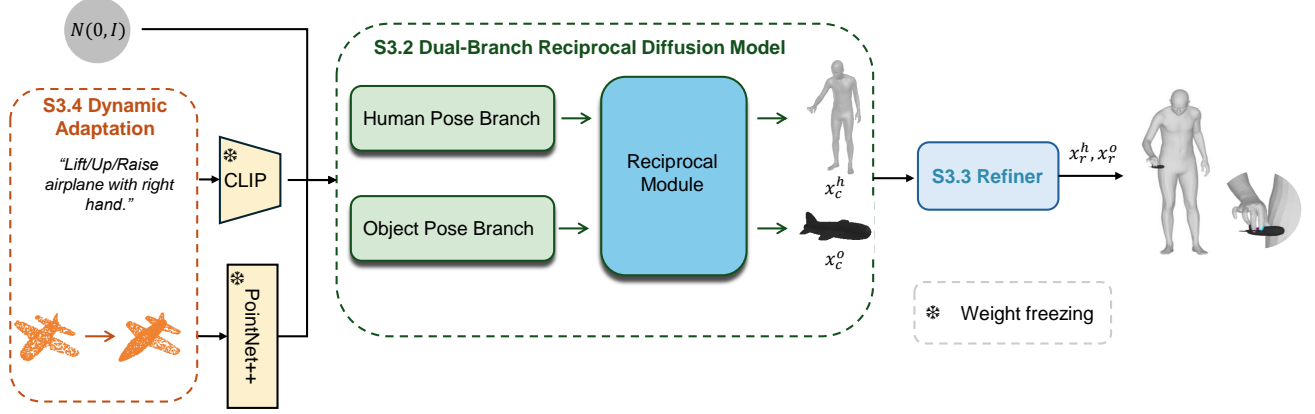 N(0, I)
S3.4 Dynamic
Adaptation
“Lift/Up/Raise
airplane with right
hand.”
CLIP
PointNet++
S3.2 Dual-Branch Reciprocal Diffusion Model
Human Pose Branch
Object Pose Branch
Reciprocal
Module
x_c^h
x_c^o
S3.3 Refiner
x_r^h, x_r^o
Weight freezing